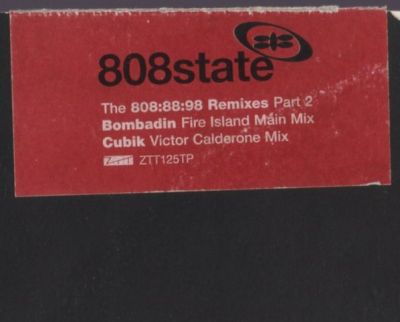 808state
The 808:88:98 Remixes Part 2
Bombadin Fire Island Main Mix
Cubik Victor Calderone Mix
ZTT ZTT125TP